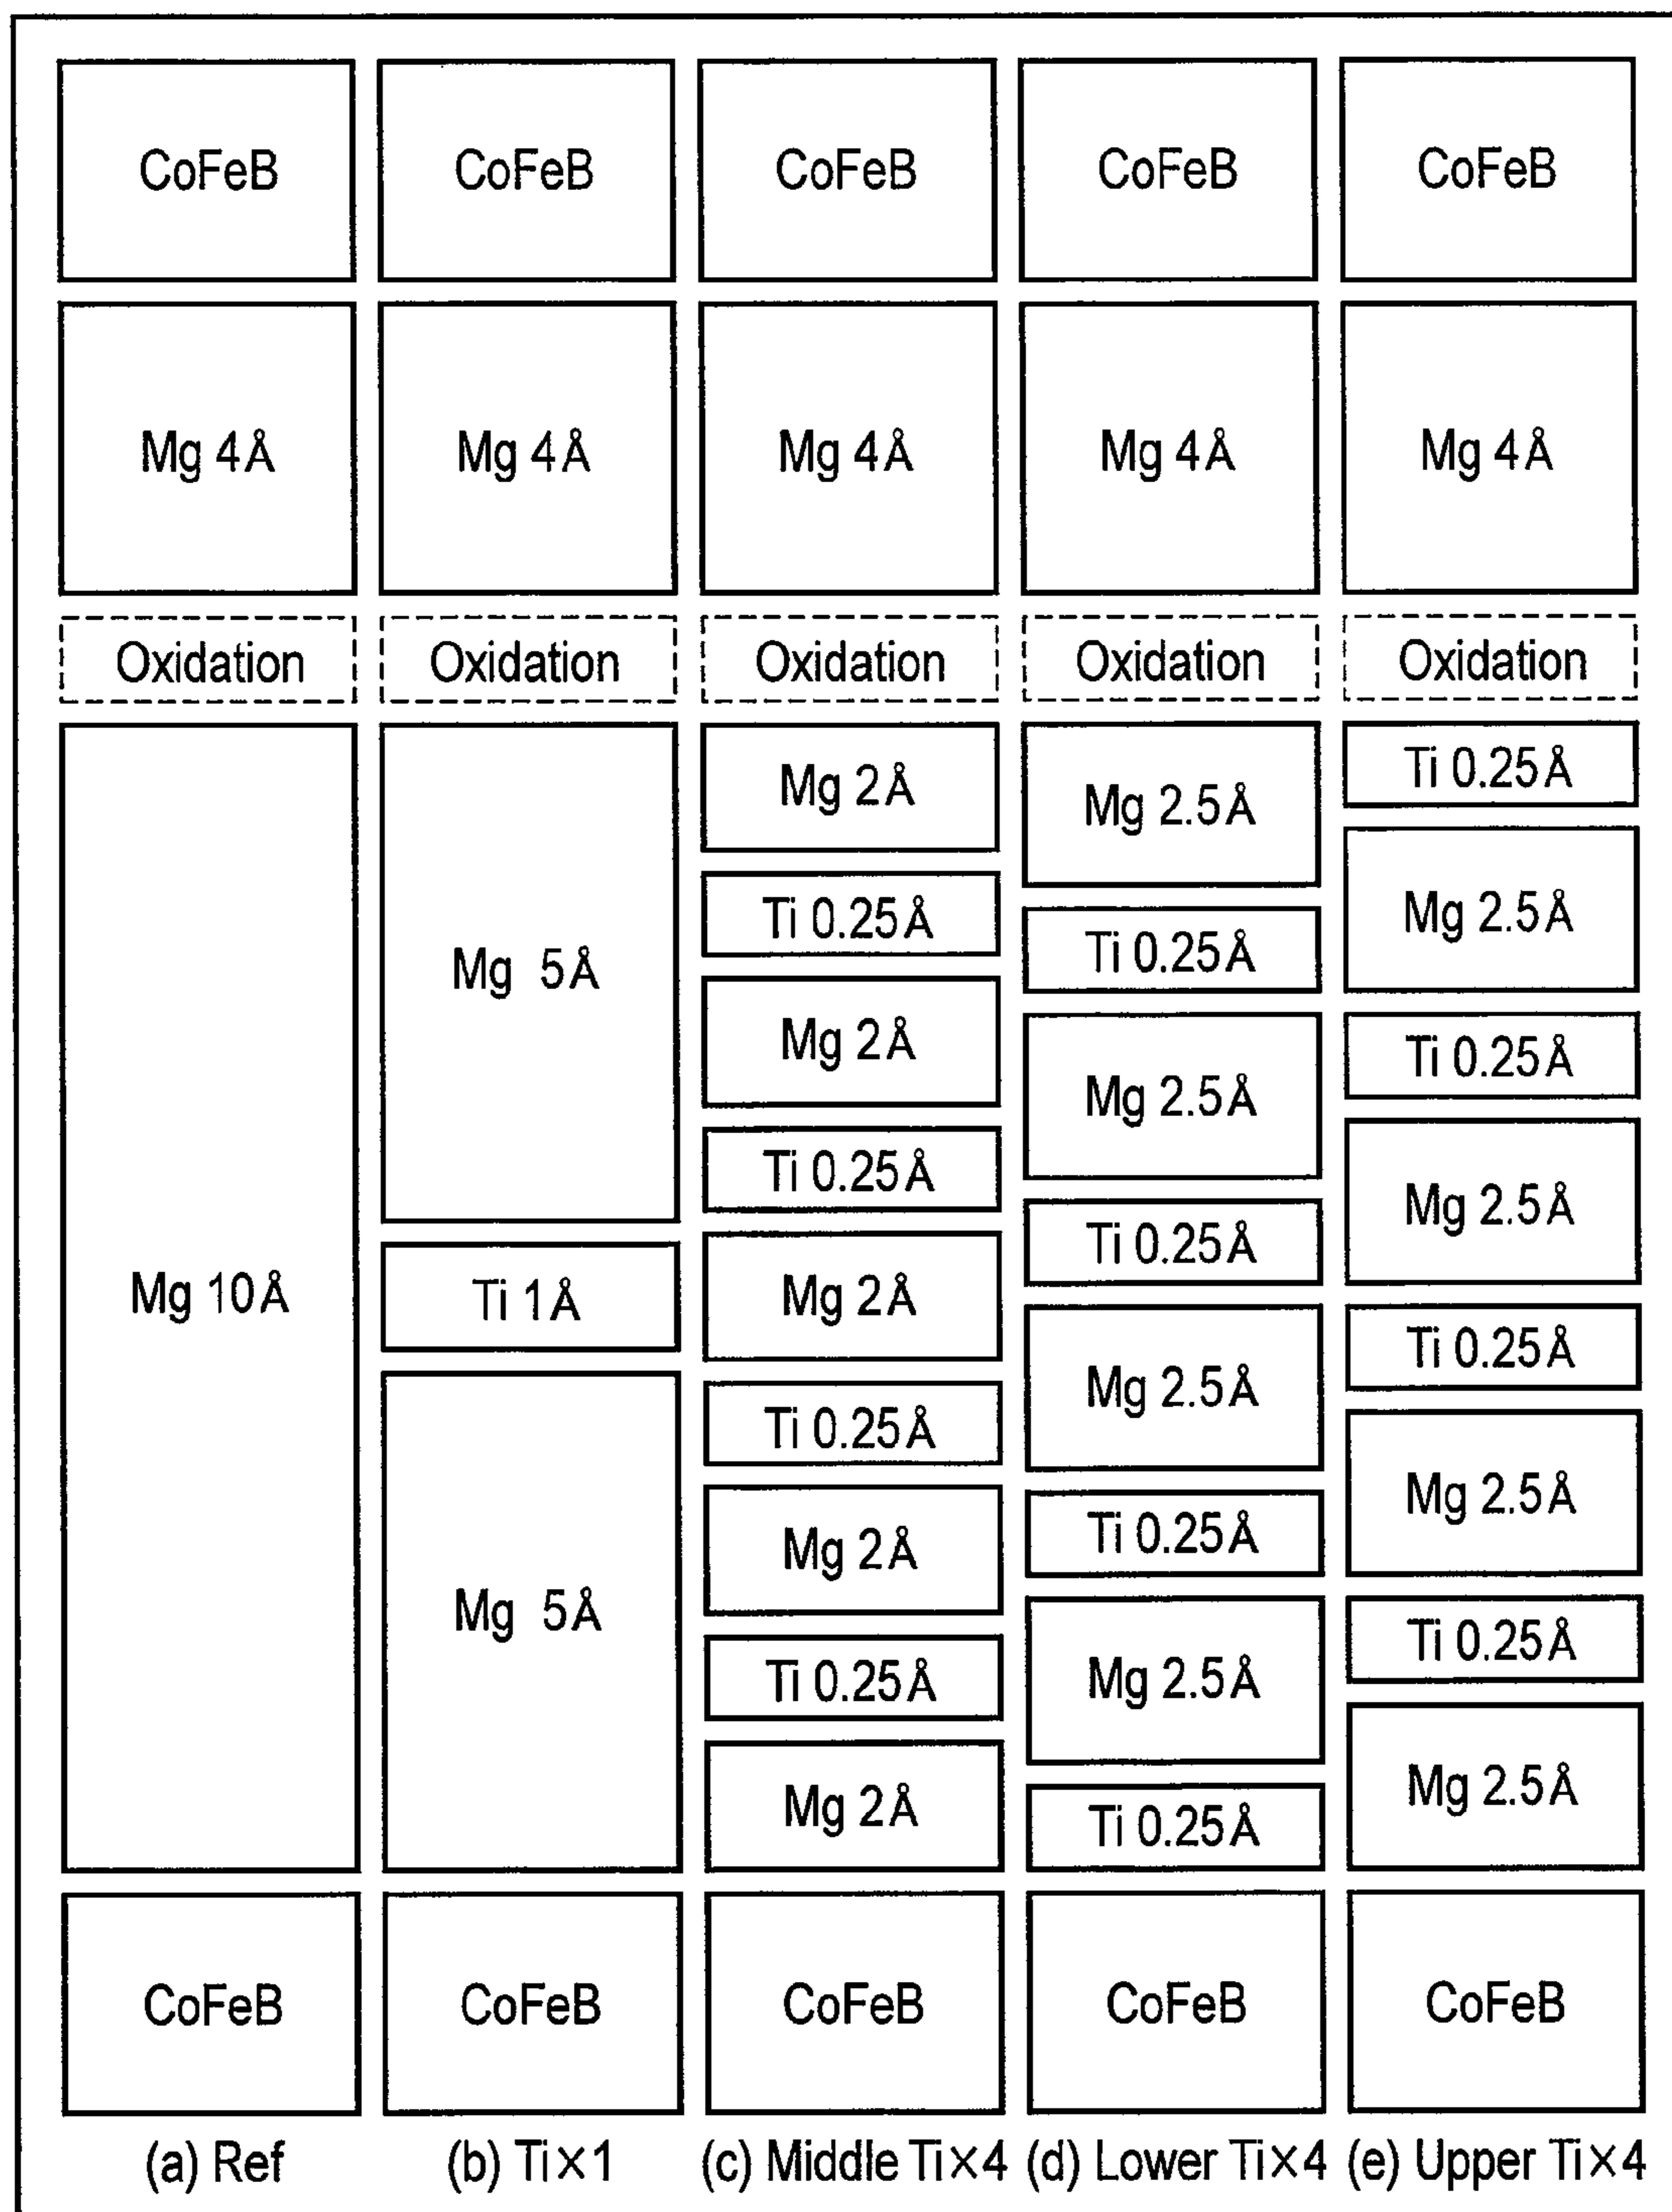 CoFeB CoFeB CoFeB CoFeB CoFeB
Mg 4Å Mg 4Å Mg 4Å Mg 4Å Mg 4Å
Oxidation Oxidation Oxidation Oxidation Oxidation
Mg 10Å
Mg 5Å
Ti 1Å
Mg 5Å
Mg 2Å
Ti 0.25Å
Mg 2Å
Ti 0.25Å
Mg 2Å
Ti 0.25Å
Mg 2Å
Ti 0.25Å
Mg 2Å
Mg 2.5Å
Ti 0.25Å
Mg 2.5Å
Ti 0.25Å
Mg 2.5Å
Ti 0.25Å
Mg 2.5Å
Ti 0.25Å
Ti 0.25Å
Mg 2.5Å
Ti 0.25Å
Mg 2.5Å
Ti 0.25Å
Mg 2.5Å
Ti 0.25Å
Mg 2.5Å
CoFeB CoFeB CoFeB CoFeB CoFeB
(a) Ref (b) Ti×1 (c) Middle Ti×4 (d) Lower Ti×4 (e) Upper Ti×4